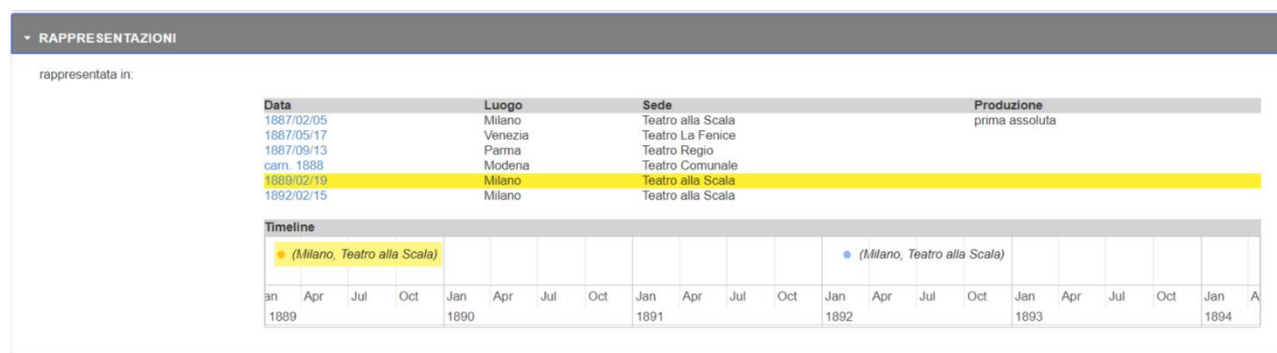 RAPPRESENTAZIONI
rappresentata in:
Data Luogo Sede Produzione
1887/02/05 Milano Teatro alla Scala prima assoluta
1887/05/17 Venezia Teatro La Fenice
1887/09/13 Parma Teatro Regio
carn. 1888 Modena Teatro Comunale
1889/02/19 Milano Teatro alla Scala
1892/02/15 Milano Teatro alla Scala
Timeline
(Milano, Teatro alla Scala) (Milano, Teatro alla Scala)
an Apr Jul Oct Jan Apr Jul Oct Jan Apr Jul Oct Jan Apr Jul Oct Jan Apr Jul Oct Jan A
1889 1890 1891 1892 1893 1894